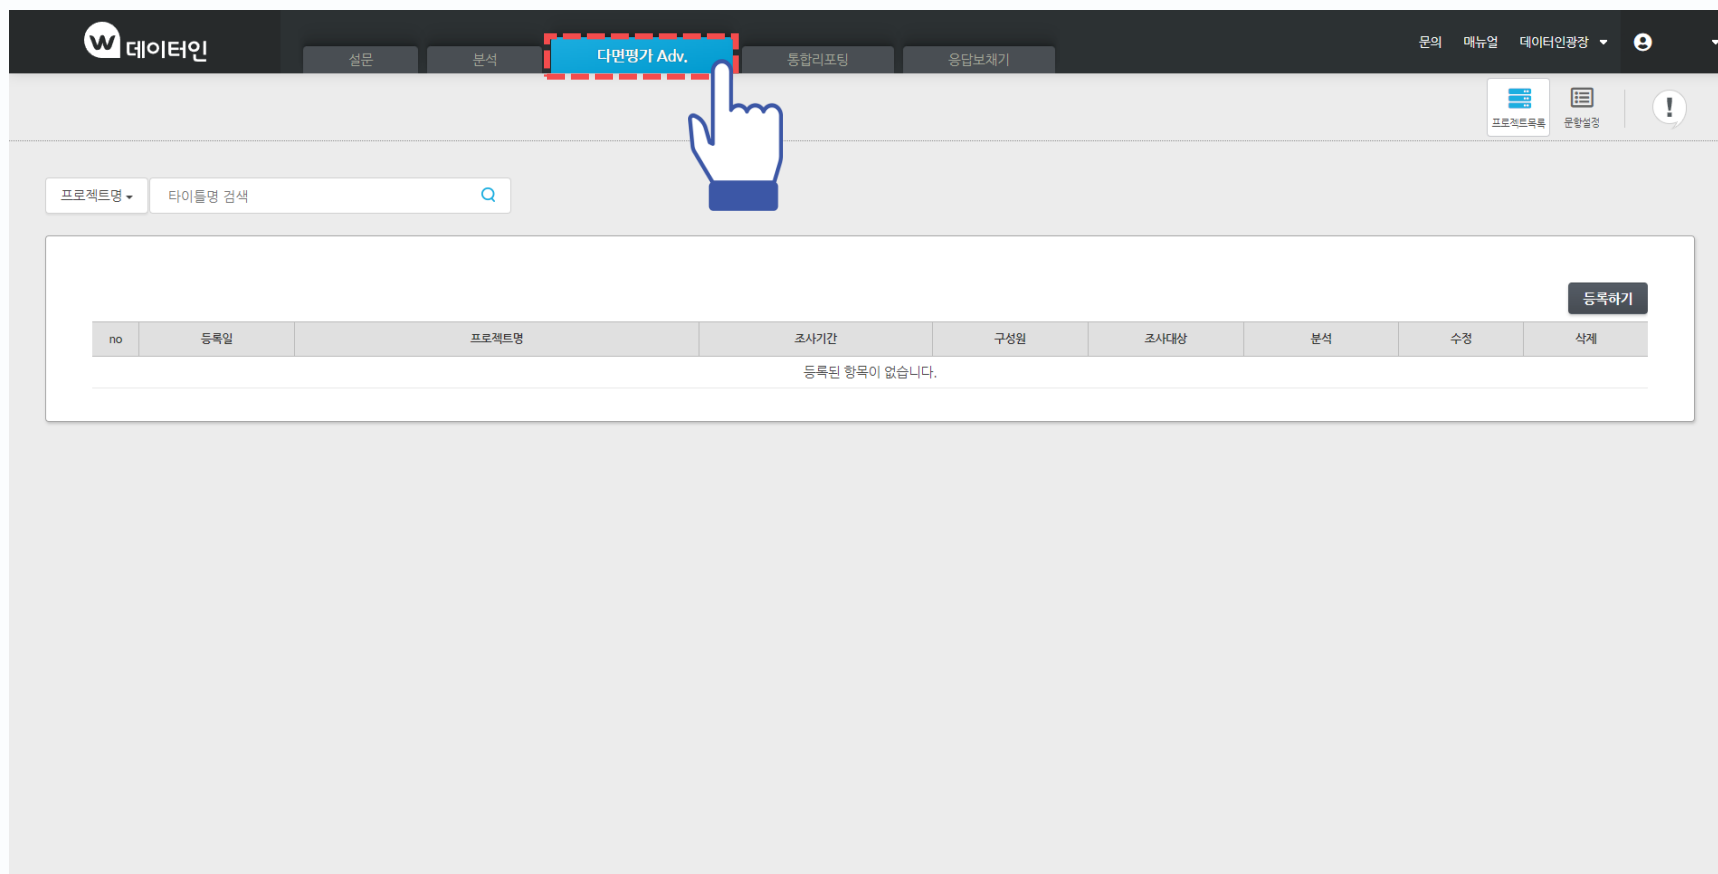 w 데이터인
설문 분석 다면평가 Adv. 통합리포팅 응답보채기
문의 매뉴얼 데이터인광장
프로젝트목록 문항설정 !
프로젝트명 타이틀명 검색
등록하기
no 등록일 프로젝트명 조사기간 구성원 조사대상 분석 수정 삭제
등록된 항목이 없습니다.